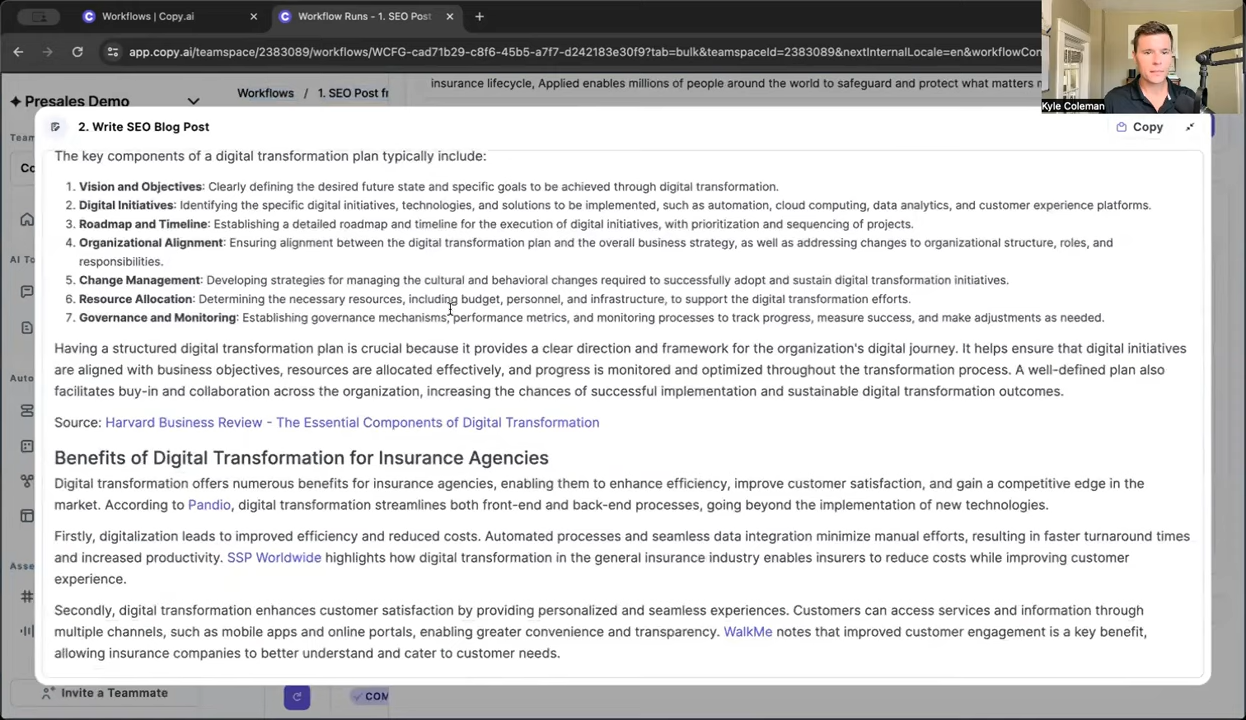 Workflows | Copy.ai
Workflow Runs - 1. SEO Post
app.copy.ai/teamspace/2383089/workflows/WCFG-cad71b29-c8f6-45b5-a7f7-d242183e30f9?tab=bulk&teamspaceId=2383089&nextInternalLocale=en&workflowCon
Kyle Coleman
Presales Demo
Workflows / 1. SEO Post fr
insurance lifecycle, Applied enables millions of people around the world to safeguard and protect what matters
Team
Co
AI To
Auto
Asse
2. Write SEO Blog Post
Copy
The key components of a digital transformation plan typically include:
1. Vision and Objectives: Clearly defining the desired future state and specific goals to be achieved through digital transformation.
2. Digital Initiatives: Identifying the specific digital initiatives, technologies, and solutions to be implemented, such as automation, cloud computing, data analytics, and customer experience platforms.
3. Roadmap and Timeline: Establishing a detailed roadmap and timeline for the execution of digital initiatives, with prioritization and sequencing of projects.
4. Organizational Alignment: Ensuring alignment between the digital transformation plan and the overall business strategy, as well as addressing changes to organizational structure, roles, and
responsibilities.
5. Change Management: Developing strategies for managing the cultural and behavioral changes required to successfully adopt and sustain digital transformation initiatives.
6. Resource Allocation: Determining the necessary resources, including budget, personnel, and infrastructure, to support the digital transformation efforts.
7. Governance and Monitoring: Establishing governance mechanisms, performance metrics, and monitoring processes to track progress, measure success, and make adjustments as needed.
Having a structured digital transformation plan is crucial because it provides a clear direction and framework for the organization's digital journey. It helps ensure that digital initiatives
are aligned with business objectives, resources are allocated effectively, and progress is monitored and optimized throughout the transformation process. A well-defined plan also
facilitates buy-in and collaboration across the organization, increasing the chances of successful implementation and sustainable digital transformation outcomes.
Source: Harvard Business Review - The Essential Components of Digital Transformation
Benefits of Digital Transformation for Insurance Agencies
Digital transformation offers numerous benefits for insurance agencies, enabling them to enhance efficiency, improve customer satisfaction, and gain a competitive edge in the
market. According to Pandio, digital transformation streamlines both front-end and back-end processes, going beyond the implementation of new technologies.
Firstly, digitalization leads to improved efficiency and reduced costs. Automated processes and seamless data integration minimize manual efforts, resulting in faster turnaround times
and increased productivity. SSP Worldwide highlights how digital transformation in the general insurance industry enables insurers to reduce costs while improving customer
experience.
Secondly, digital transformation enhances customer satisfaction by providing personalized and seamless experiences. Customers can access services and information through
multiple channels, such as mobile apps and online portals, enabling greater convenience and transparency. WalkMe notes that improved customer engagement is a key benefit,
allowing insurance companies to better understand and cater to customer needs.
Invite a Teammate
COM